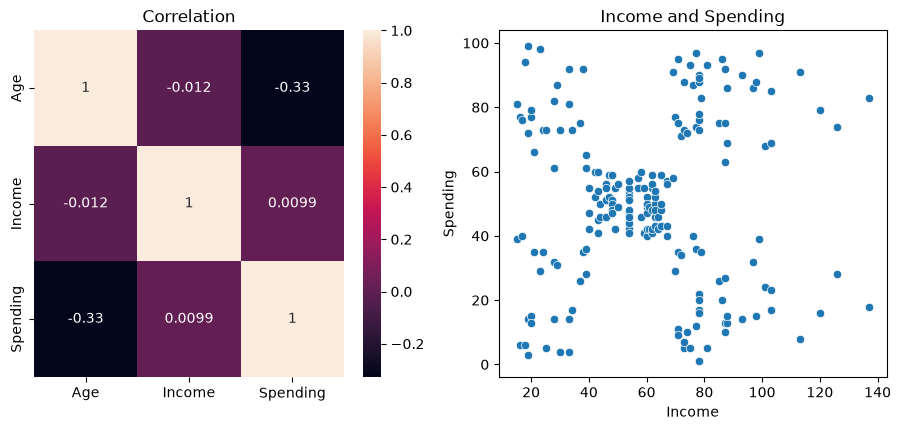 Correlation
Age
Income
Spending
1 -0.012 -0.33
-0.012 1 0.0099
-0.33 0.0099 1
Age Income Spending
1.0
0.8
0.6
0.4
0.2
0.0
−0.2
Income and Spending
Spending
100
80
60
40
20
0
20 40 60 80 100 120 140
Income